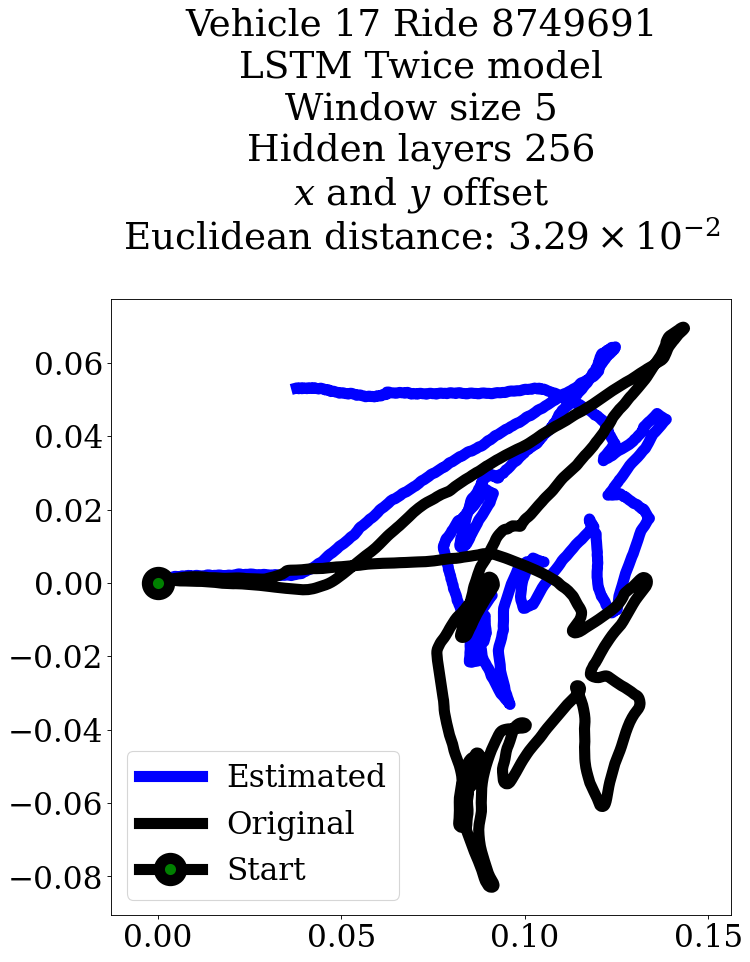 Vehicle 17 Ride 8749691
LSTM Twice model
Window size 5
Hidden layers 256
x and y offset
Euclidean distance: 3.29 × 10⁻²
0.06
0.04
0.02
0.00
−0.02
−0.04
−0.06
−0.08
Estimated
Original
Start
0.00 0.05 0.10 0.15